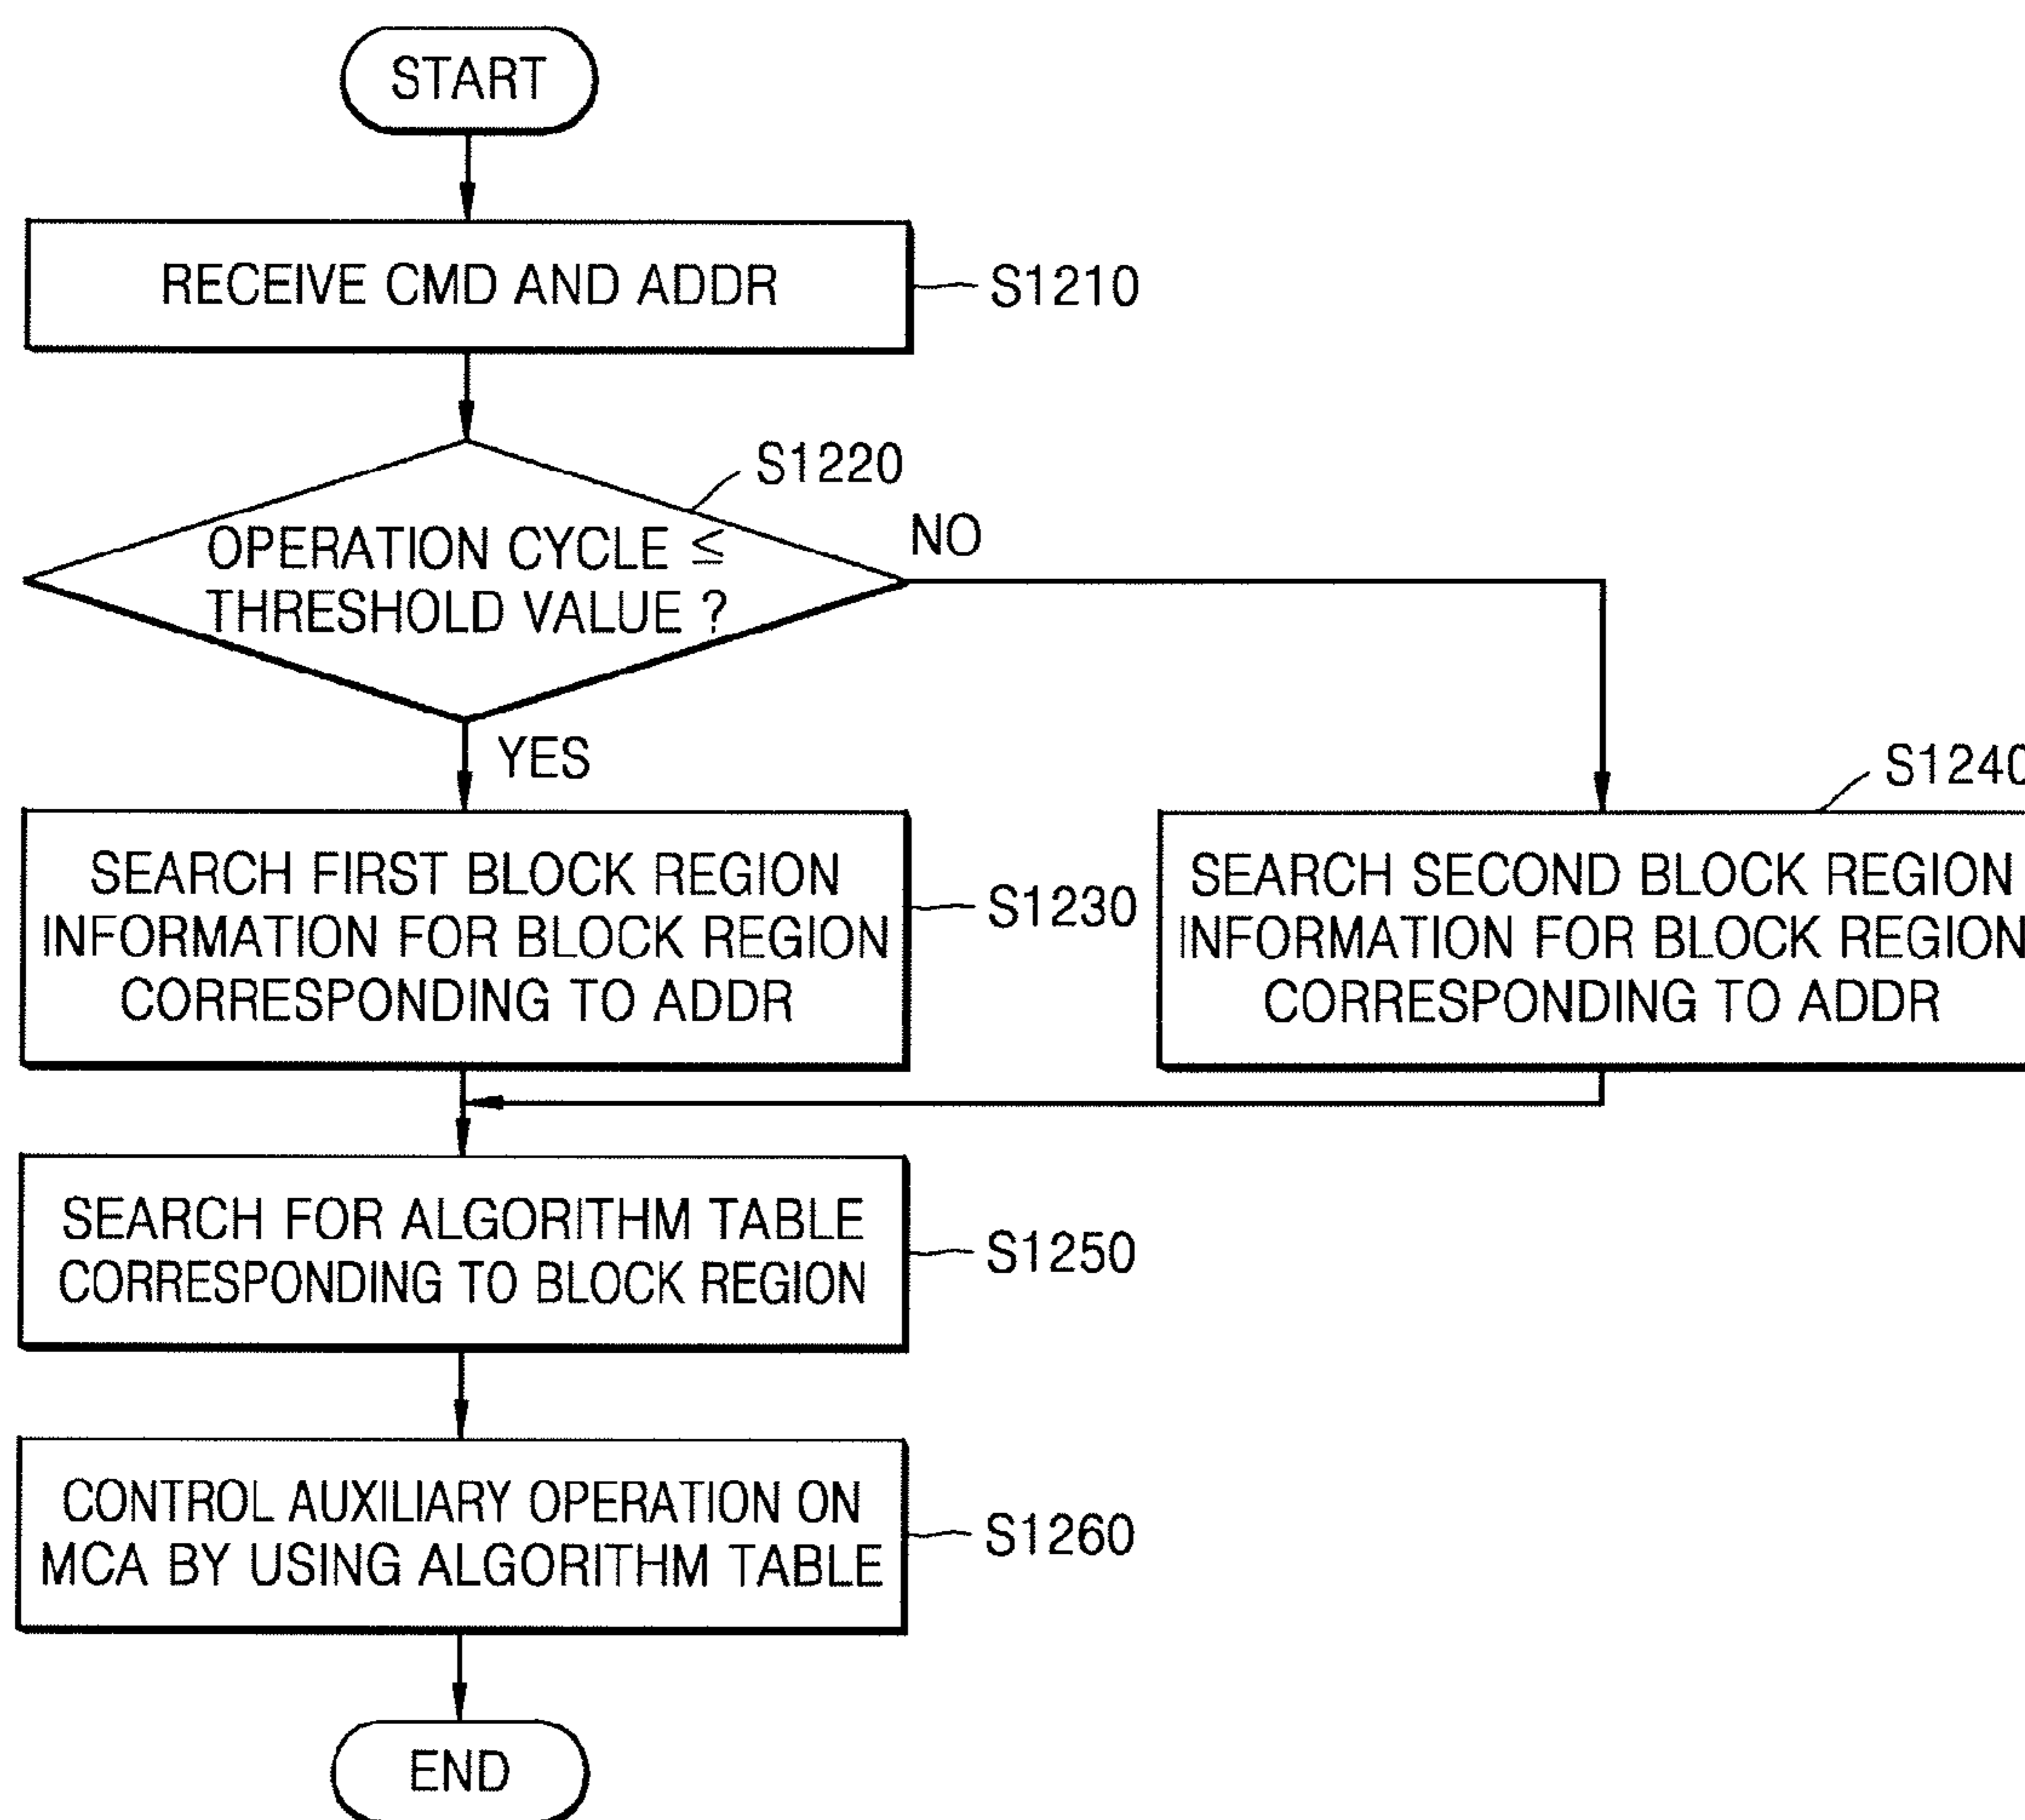 START
RECEIVE CMD AND ADDR
S1210
S1220
OPERATION CYCLE ≦
THRESHOLD VALUE ?
NO
YES
SEARCH FIRST BLOCK REGION
INFORMATION FOR BLOCK REGION
CORRESPONDING TO ADDR
S1230
S1240
SEARCH SECOND BLOCK REGION
INFORMATION FOR BLOCK REGION
CORRESPONDING TO ADDR
SEARCH FOR ALGORITHM TABLE
CORRESPONDING TO BLOCK REGION
S1250
CONTROL AUXILIARY OPERATION ON
MCA BY USING ALGORITHM TABLE
S1260
END